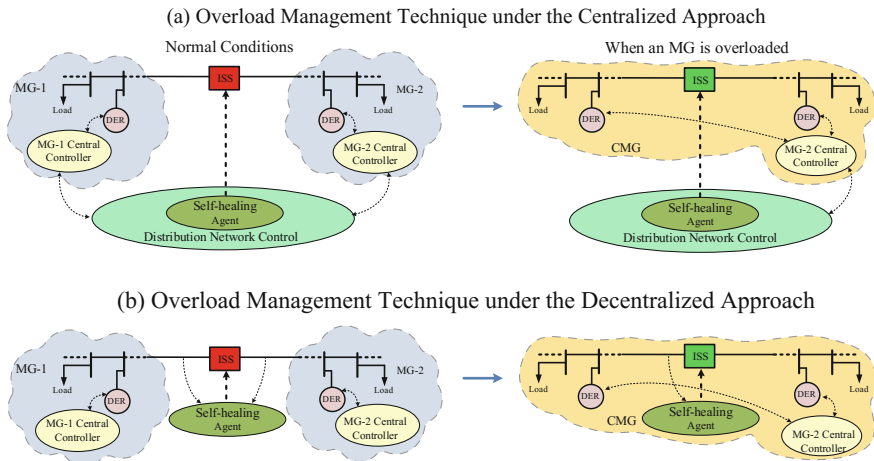 (a) Overload Management Technique under the Centralized Approach
Normal Conditions
When an MG is overloaded
MG-1
ISS
MG-2
Load
DER
DER
Load
MG-1 Central
Controller
MG-2 Central
Controller
Self-healing
Agent
Distribution Network Control
ISS
Load
DER
DER
Load
CMG
MG-2 Central
Controller
Self-healing
Agent
Distribution Network Control
(b) Overload Management Technique under the Decentralized Approach
MG-1
ISS
MG-2
Load
DER
DER
Load
MG-1 Central
Controller
Self-healing
Agent
MG-2 Central
Controller
ISS
Load
DER
DER
Load
CMG
Self-healing
Agent
MG-2 Central
Controller